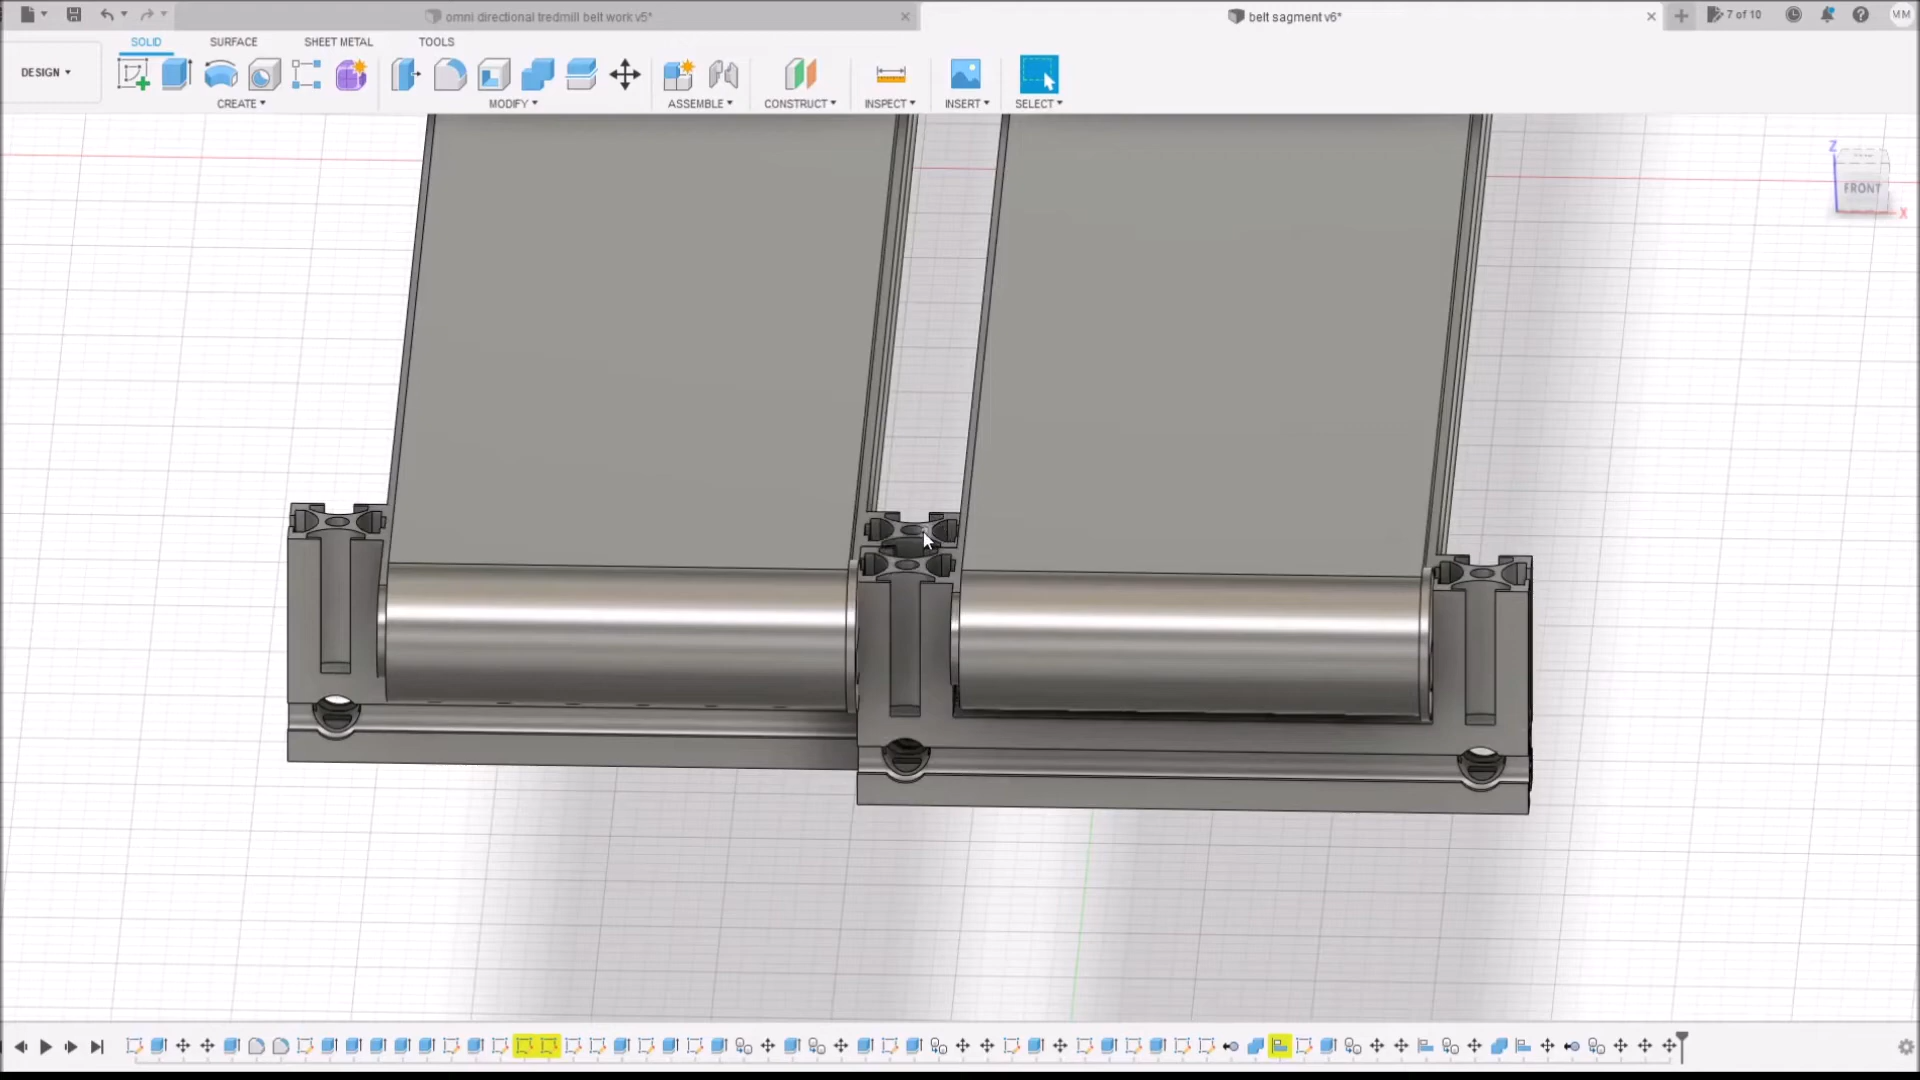 omni directional tredmill belt work v5*
belt sagment v6*
7 of 10
MM
SOLID
SURFACE
SHEET METAL
TOOLS
DESIGN
CREATE
MODIFY
ASSEMBLE
CONSTRUCT
INSPECT
INSERT
SELECT
Z
FRONT
X